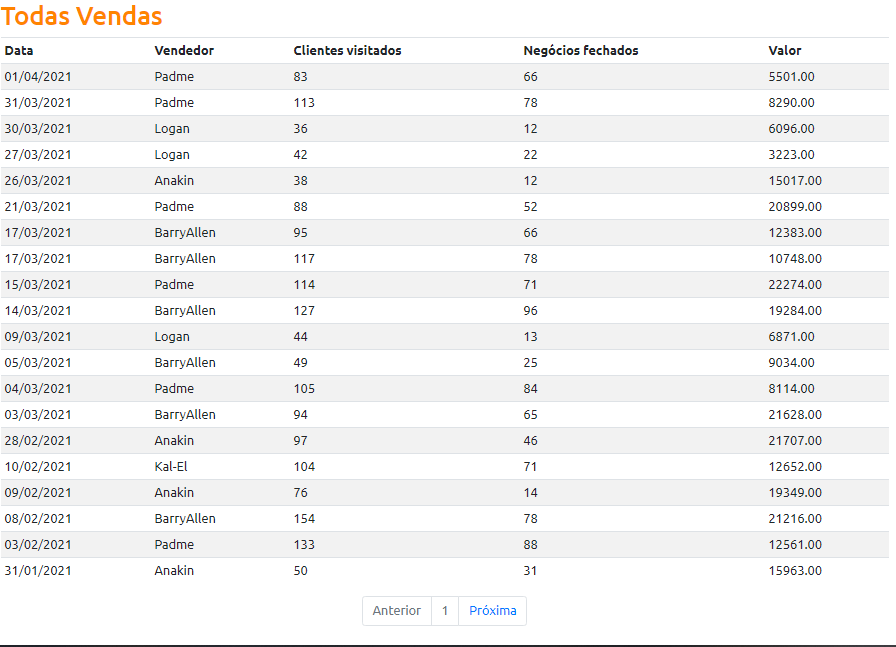 Todas Vendas
Data Vendedor Clientes visitados Negócios fechados Valor
01/04/2021 Padme 83 66 5501.00
31/03/2021 Padme 113 78 8290.00
30/03/2021 Logan 36 12 6096.00
27/03/2021 Logan 42 22 3223.00
26/03/2021 Anakin 38 12 15017.00
21/03/2021 Padme 88 52 20899.00
17/03/2021 BarryAllen 95 66 12383.00
17/03/2021 BarryAllen 117 78 10748.00
15/03/2021 Padme 114 71 22274.00
14/03/2021 BarryAllen 127 96 19284.00
09/03/2021 Logan 44 13 6871.00
05/03/2021 BarryAllen 49 25 9034.00
04/03/2021 Padme 105 84 8114.00
03/03/2021 BarryAllen 94 65 21628.00
28/02/2021 Anakin 97 46 21707.00
10/02/2021 Kal-El 104 71 12652.00
09/02/2021 Anakin 76 14 19349.00
08/02/2021 BarryAllen 154 78 21216.00
03/02/2021 Padme 133 88 12561.00
31/01/2021 Anakin 50 31 15963.00
Anterior 1 Próxima